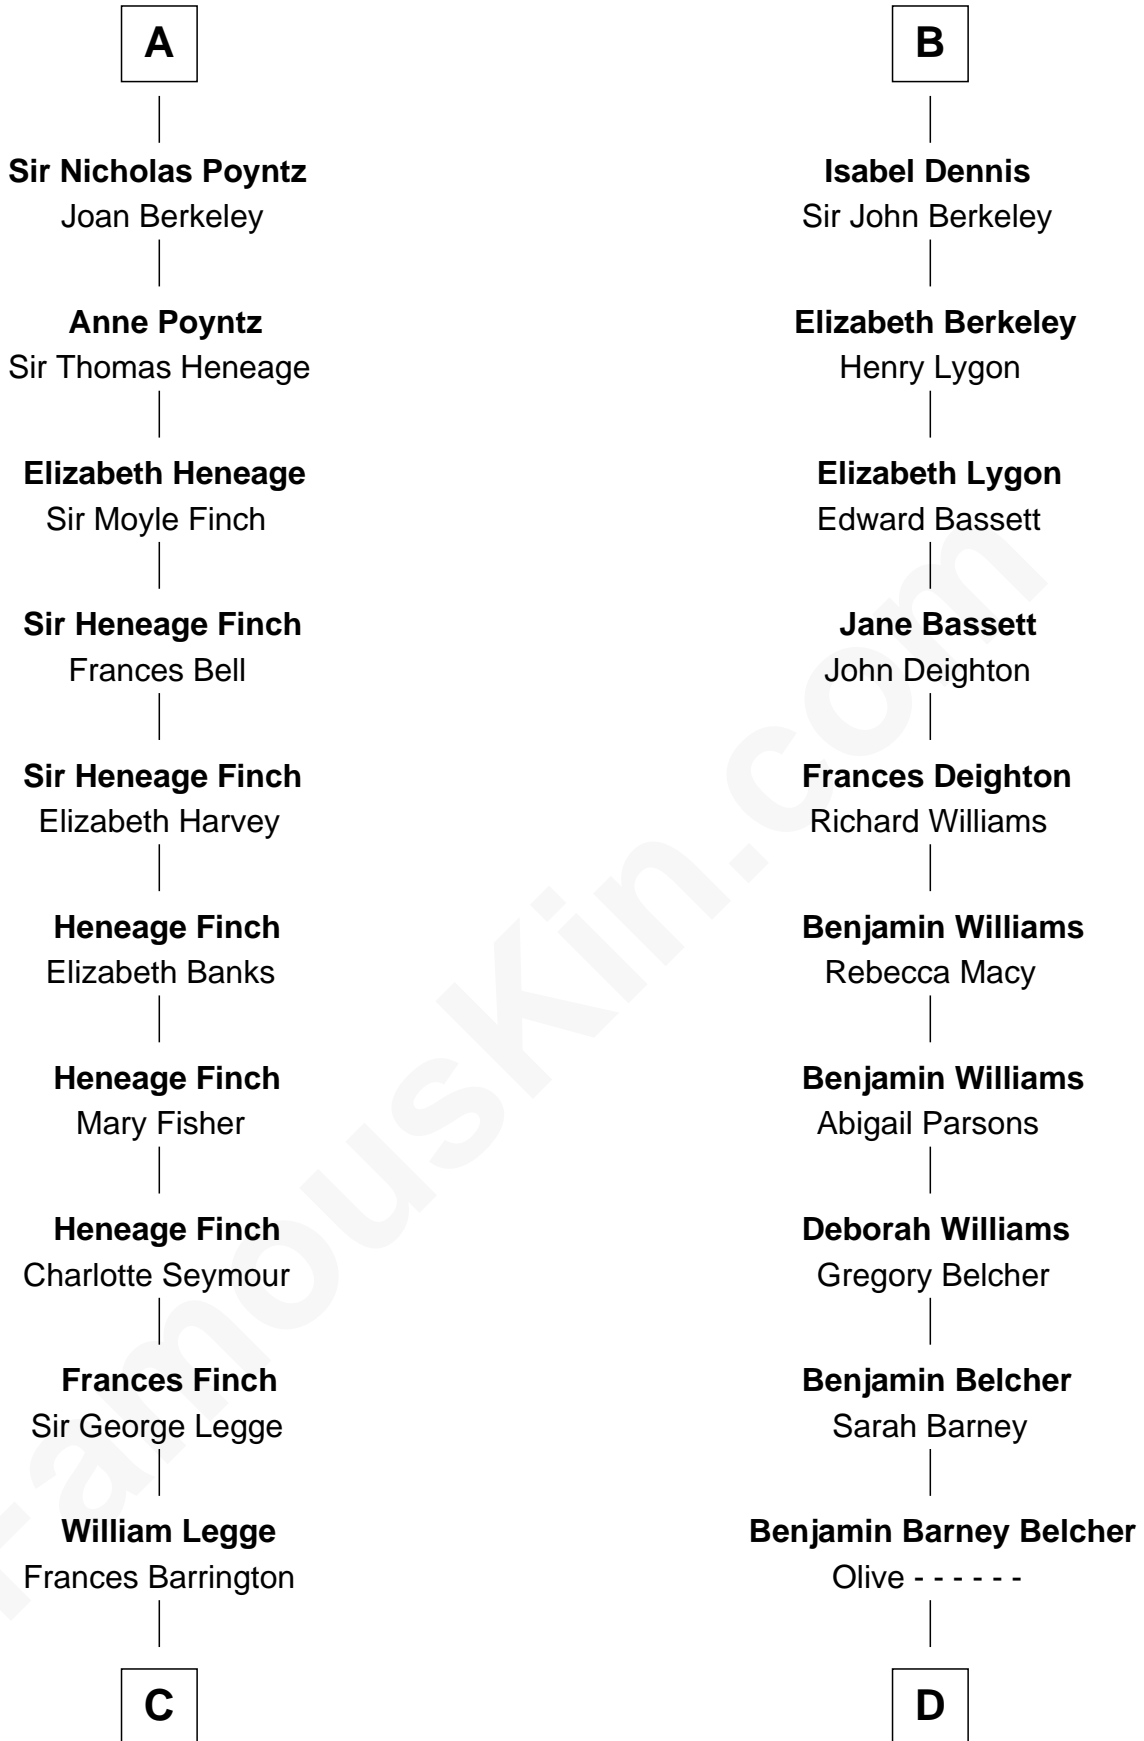 A
Sir Nicholas Poyntz
Joan Berkeley
Anne Poyntz
Sir Thomas Heneage
Elizabeth Heneage
Sir Moyle Finch
Sir Heneage Finch
Frances Bell
Sir Heneage Finch
Elizabeth Harvey
Heneage Finch
Elizabeth Banks
Heneage Finch
Mary Fisher
Heneage Finch
Charlotte Seymour
Frances Finch
Sir George Legge
William Legge
Frances Barrington
C
B
Isabel Dennis
Sir John Berkeley
Elizabeth Berkeley
Henry Lygon
Elizabeth Lygon
Edward Bassett
Jane Bassett
John Deighton
Frances Deighton
Richard Williams
Benjamin Williams
Rebecca Macy
Benjamin Williams
Abigail Parsons
Deborah Williams
Gregory Belcher
Benjamin Belcher
Sarah Barney
Benjamin Barney Belcher
Olive - - - - - -
D
FamousKin.com